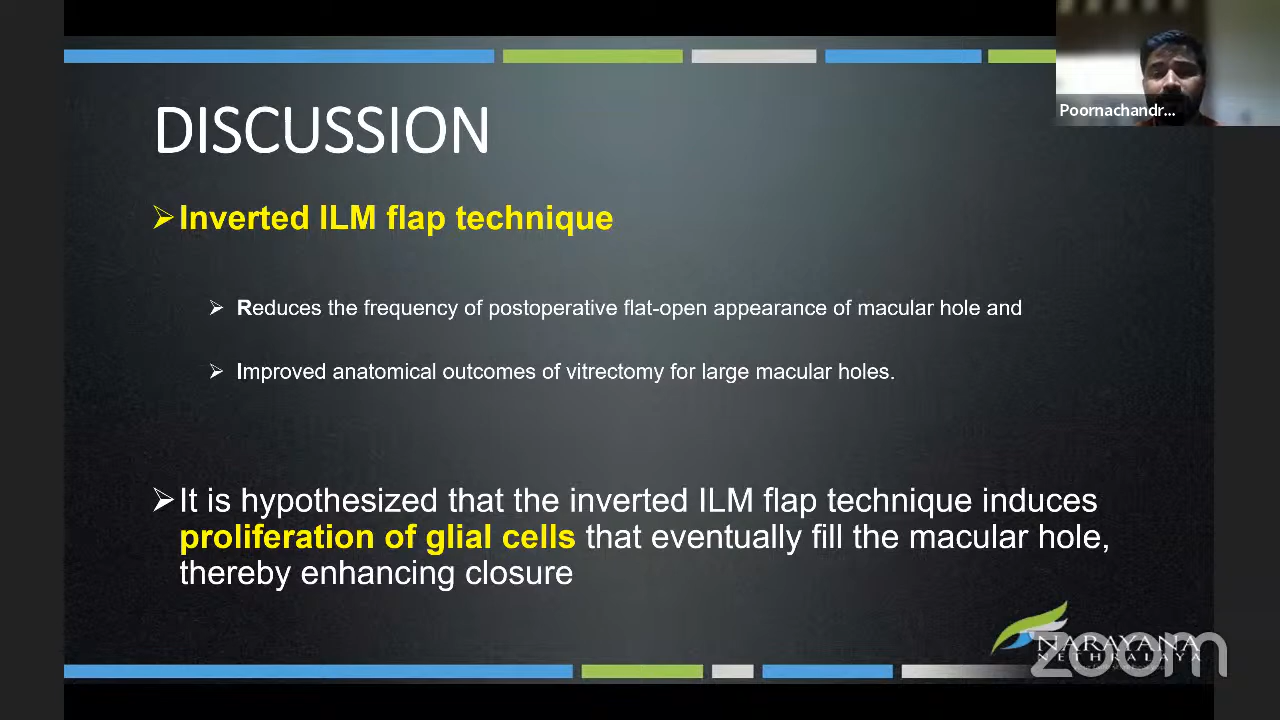 Poornachandr...
DISCUSSION
➢Inverted ILM flap technique
➢ Reduces the frequency of postoperative flat-open appearance of macular hole and
➢ Improved anatomical outcomes of vitrectomy for large macular holes.
➢It is hypothesized that the inverted ILM flap technique induces
proliferation of glial cells that eventually fill the macular hole,
thereby enhancing closure
NARAYANA
NETHRALAYA
zoom